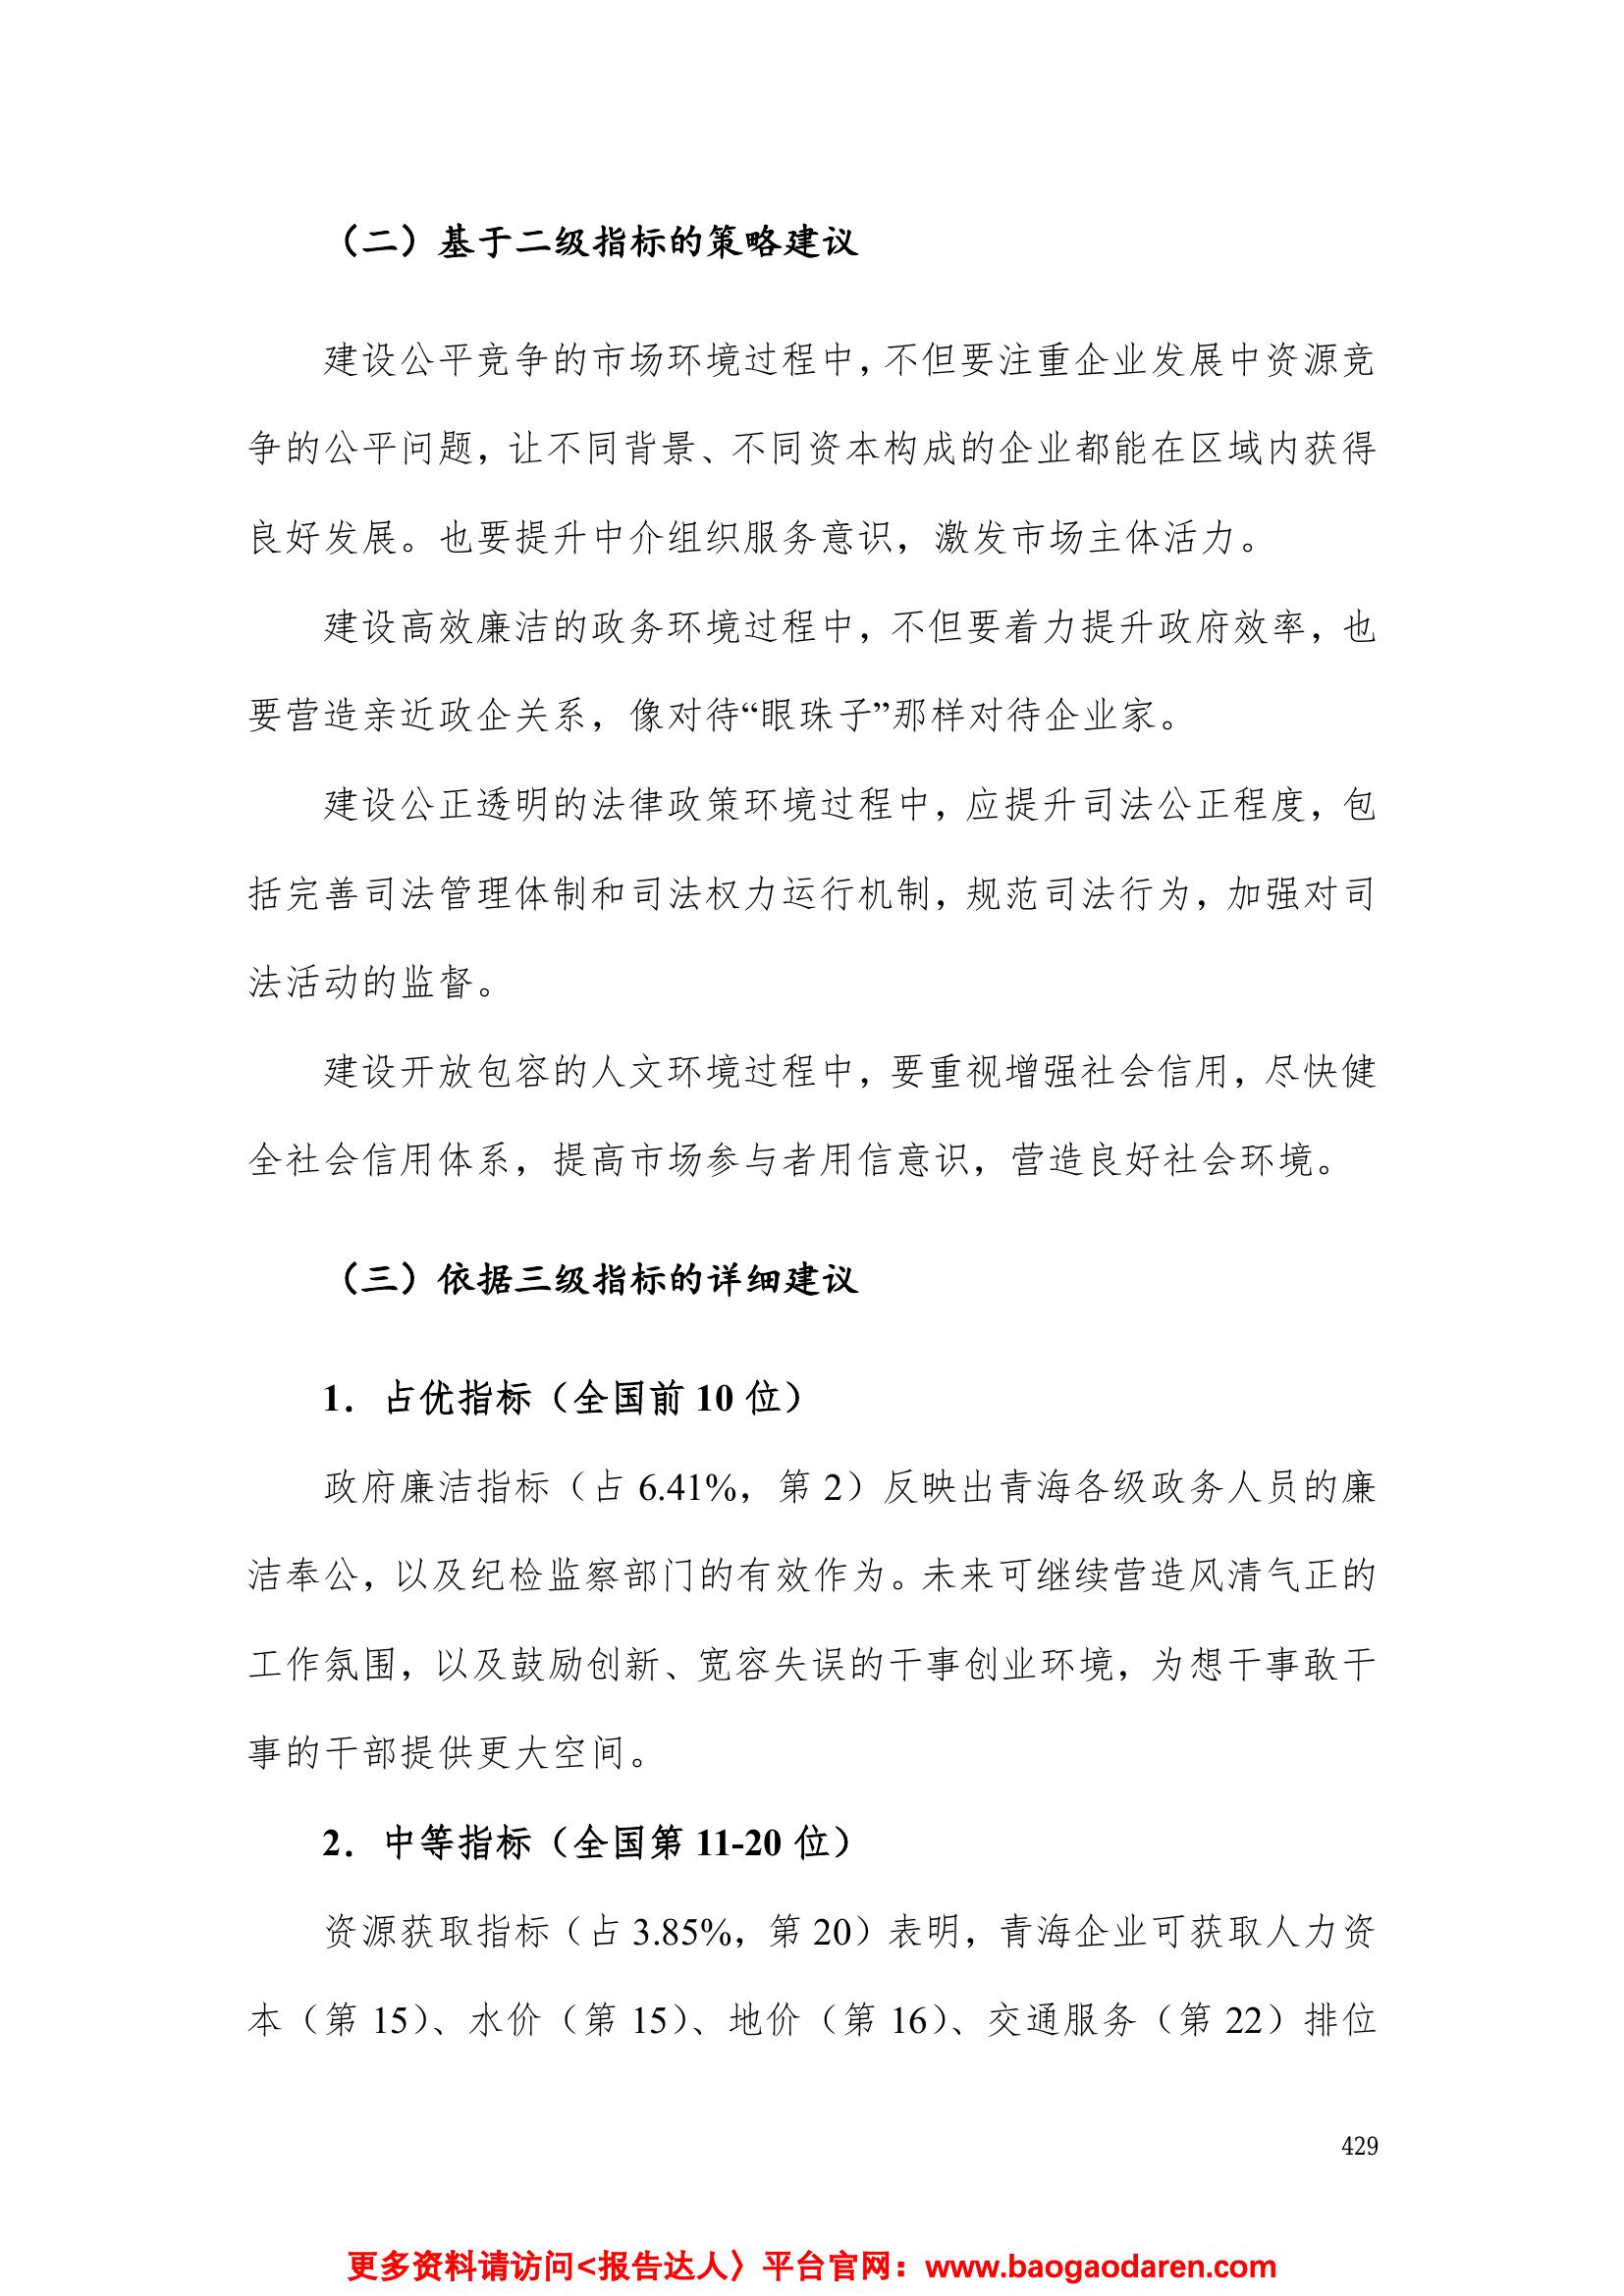 （二）基于二级指标的策略建议
建设公平竞争的市场环境过程中，不但要注重企业发展中资源竞
争的公平问题，让不同背景、不同资本构成的企业都能在区域内获得
良好发展。也要提升中介组织服务意识，激发市场主体活力。
建设高效廉洁的政务环境过程中，不但要着力提升政府效率，也
要营造亲近政企关系，像对待“眼珠子”那样对待企业家。
建设公正透明的法律政策环境过程中，应提升司法公正程度，包
括完善司法管理体制和司法权力运行机制，规范司法行为，加强对司
法活动的监督。
建设开放包容的人文环境过程中，要重视增强社会信用，尽快健
全社会信用体系，提高市场参与者用信意识，营造良好社会环境。
（三）依据三级指标的详细建议
1．占优指标（全国前 10 位）
政府廉洁指标（占 6.41%，第 2）反映出青海各级政务人员的廉
洁奉公，以及纪检监察部门的有效作为。未来可继续营造风清气正的
工作氛围，以及鼓励创新、宽容失误的干事创业环境，为想干事敢干
事的干部提供更大空间。
2．中等指标（全国第 11-20 位）
资源获取指标（占 3.85%，第 20）表明，青海企业可获取人力资
本（第 15）、水价（第 15）、地价（第 16）、交通服务（第 22）排位
429
更多资料请访问<报告达人〉平台官网：www.baogaodaren.com